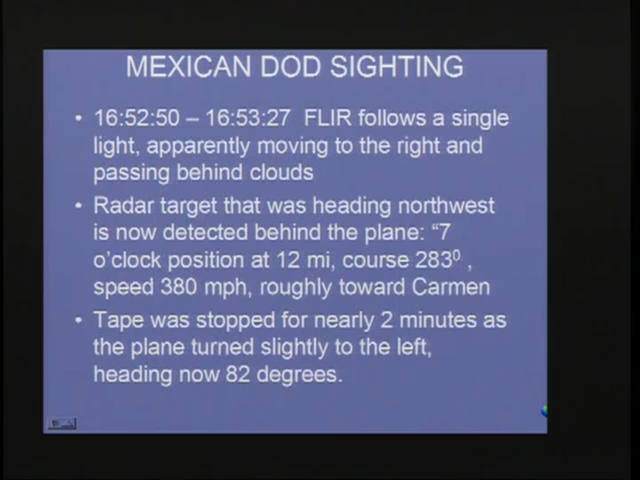 MEXICAN DOD SIGHTING
• 16:52:50 – 16:53:27 FLIR follows a single
light, apparently moving to the right and
passing behind clouds
• Radar target that was heading northwest
is now detected behind the plane: “7
o’clock position at 12 mi, course 283⁰ ,
speed 380 mph, roughly toward Carmen
• Tape was stopped for nearly 2 minutes as
the plane turned slightly to the left,
heading now 82 degrees.